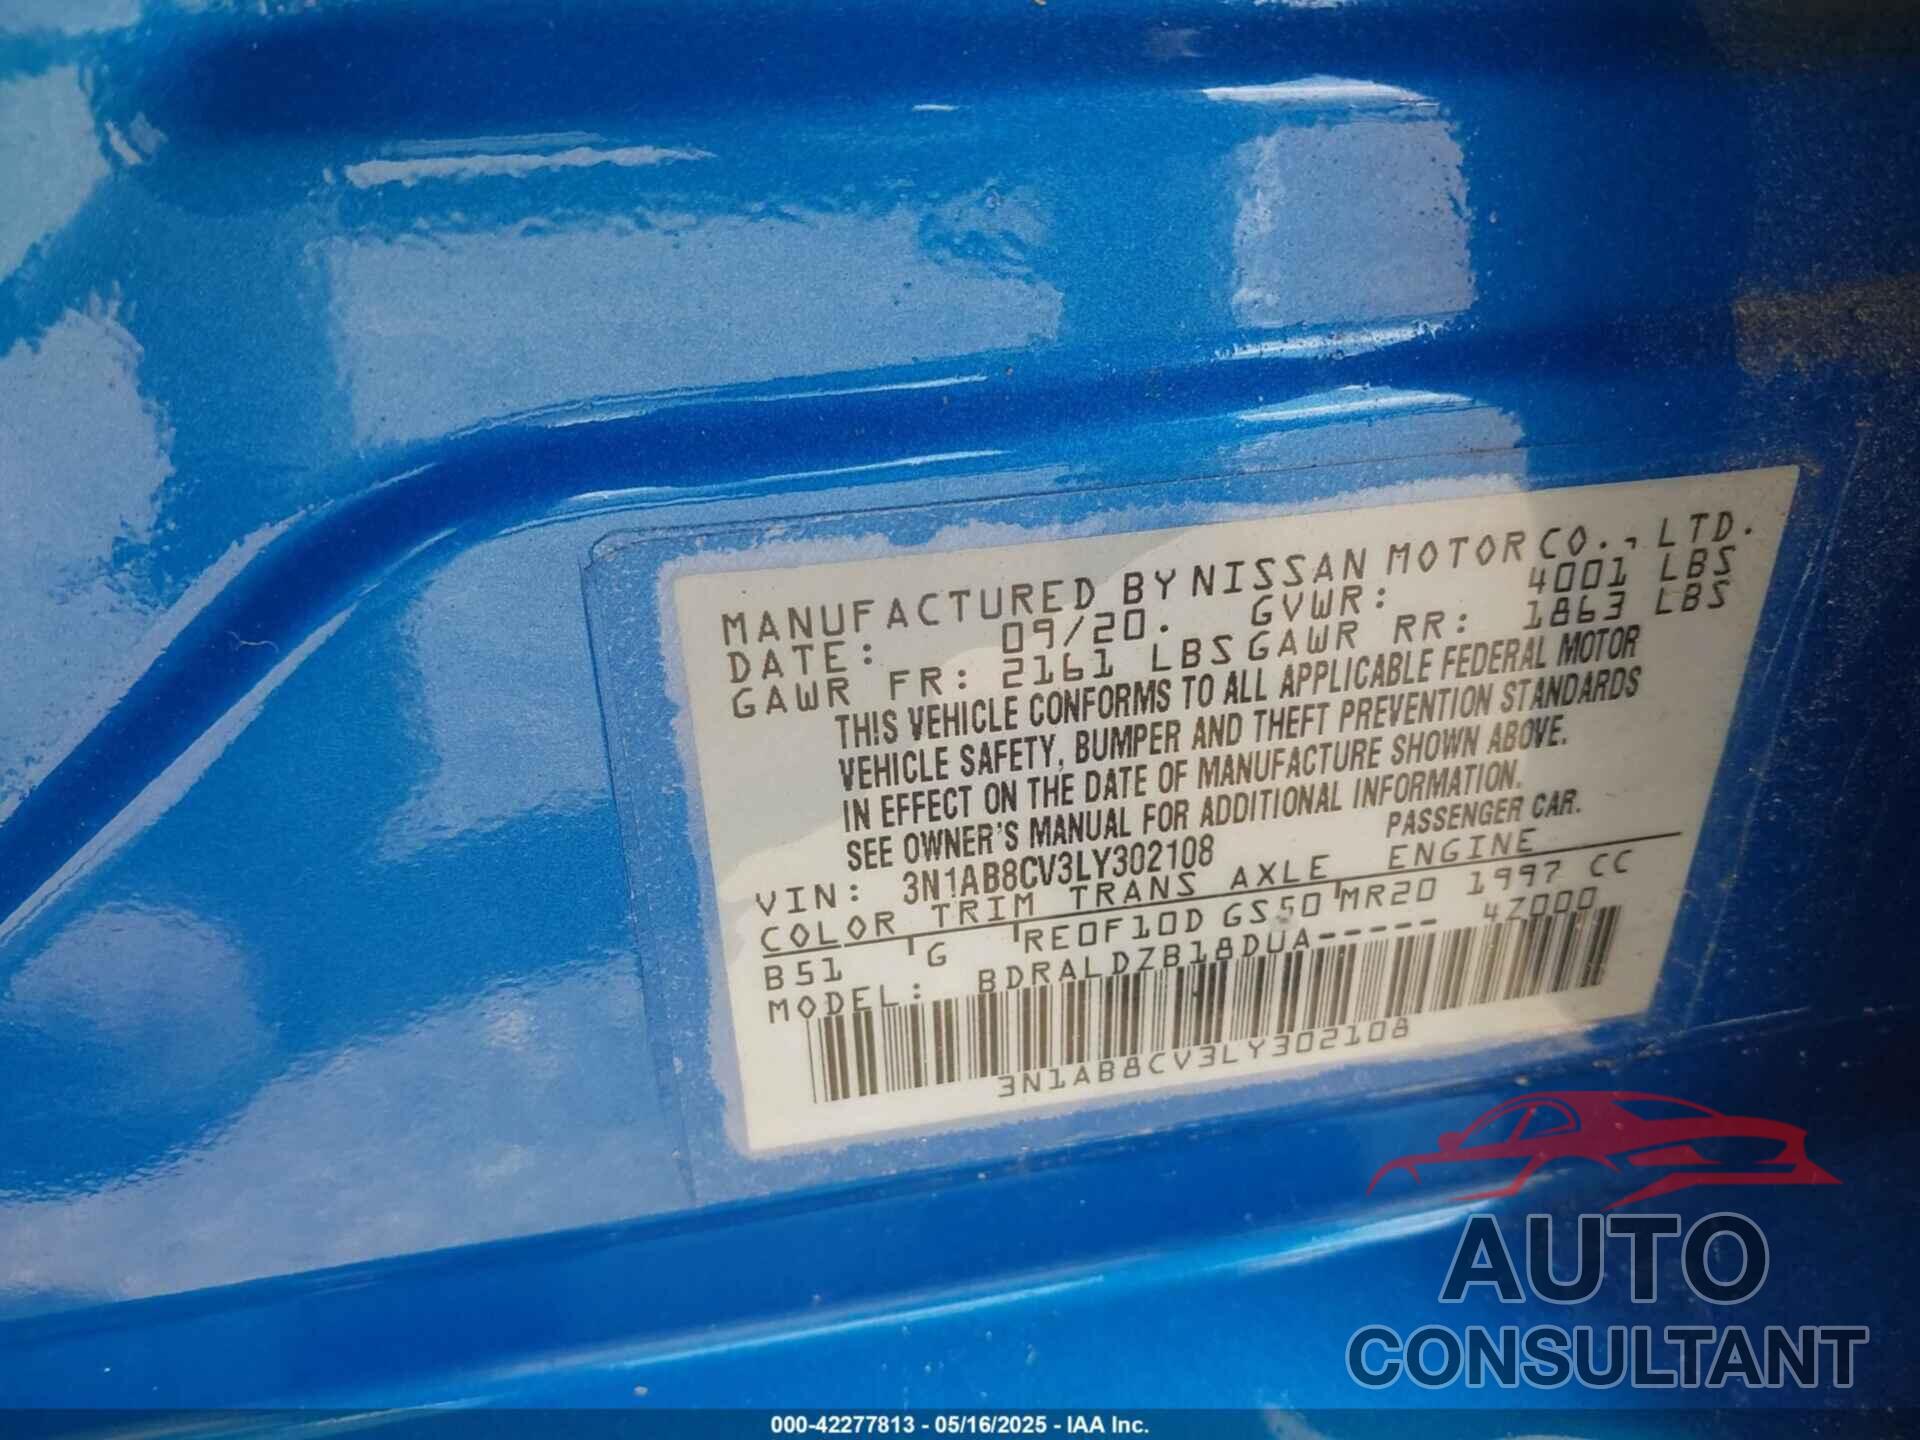 MANUFACTURED BY NISSAN MOTOR CO., LTD.
DATE: 09/20. GVWR: 4001 LBS
GAWR FR: 2161 LBS GAWR RR: 1863 LBS
THIS VEHICLE CONFORMS TO ALL APPLICABLE FEDERAL MOTOR
VEHICLE SAFETY, BUMPER AND THEFT PREVENTION STANDARDS
IN EFFECT ON THE DATE OF MANUFACTURE SHOWN ABOVE.
SEE OWNER'S MANUAL FOR ADDITIONAL INFORMATION.
VIN: 3N1AB8CV3LY302108 PASSENGER CAR.
COLOR TRIM TRANS AXLE ENGINE
B51 G RE0F10D GS50 MR20 1997 CC
MODEL: BDRALDZB18DUA----- 4Z000
3N1AB8CV3LY302108
AUTO
CONSULTANT
000-42277813 - 05/16/2025 - IAA Inc.